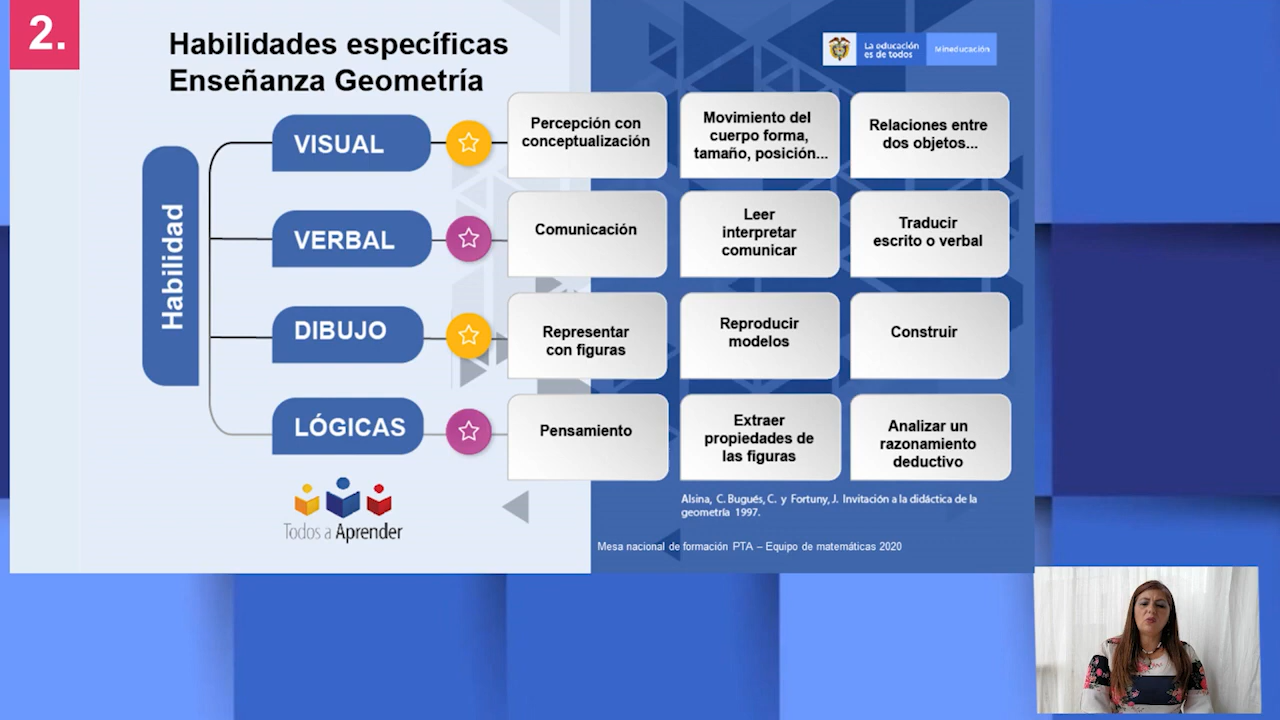 2.
Habilidades específicas
Enseñanza Geometría
La educación
es de todos
Mineducación
Habilidad
VISUAL
Percepción con
conceptualización
Movimiento del
cuerpo forma,
tamaño, posición...
Relaciones entre
dos objetos...
VERBAL
Comunicación
Leer
interpretar
comunicar
Traducir
escrito o verbal
DIBUJO
Representar
con figuras
Reproducir
modelos
Construir
LÓGICAS
Pensamiento
Extraer
propiedades de
las figuras
Analizar un
razonamiento
deductivo
Todos a Aprender
Alsina, C. Bugués, C. y Fortuny, J. Invitación a la didáctica de la
geometría 1997.
Mesa nacional de formación PTA – Equipo de matemáticas 2020